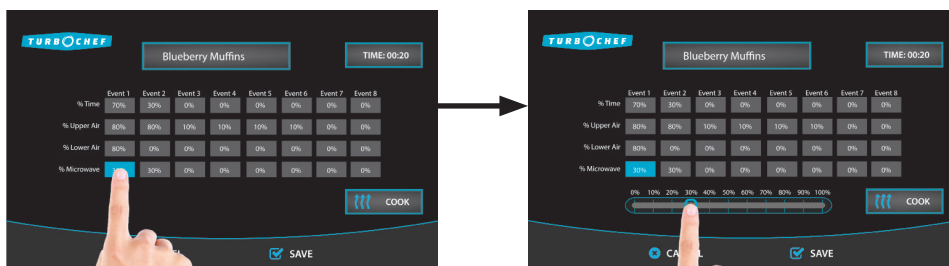 TURBOCHEF
Blueberry Muffins
TIME: 00:20
Event 1 Event 2 Event 3 Event 4 Event 5 Event 6 Event 7 Event 8
% Time 70% 30% 0% 0% 0% 0% 0% 0%
% Upper Air 80% 80% 10% 10% 10% 10% 0% 0%
% Lower Air 80% 0% 0% 0% 0% 0% 0% 0%
% Microwave 30% 0% 0% 0% 0% 0% 0%
COOK
SAVE
TURBOCHEF
Blueberry Muffins
TIME: 00:20
Event 1 Event 2 Event 3 Event 4 Event 5 Event 6 Event 7 Event 8
% Time 70% 30% 0% 0% 0% 0% 0% 0%
% Upper Air 80% 80% 10% 10% 10% 10% 0% 0%
% Lower Air 80% 0% 0% 0% 0% 0% 0% 0%
% Microwave 30% 30% 0% 0% 0% 0% 0% 0%
0% 10% 20% 30% 40% 50% 60% 70% 80% 90% 100%
COOK
SAVE